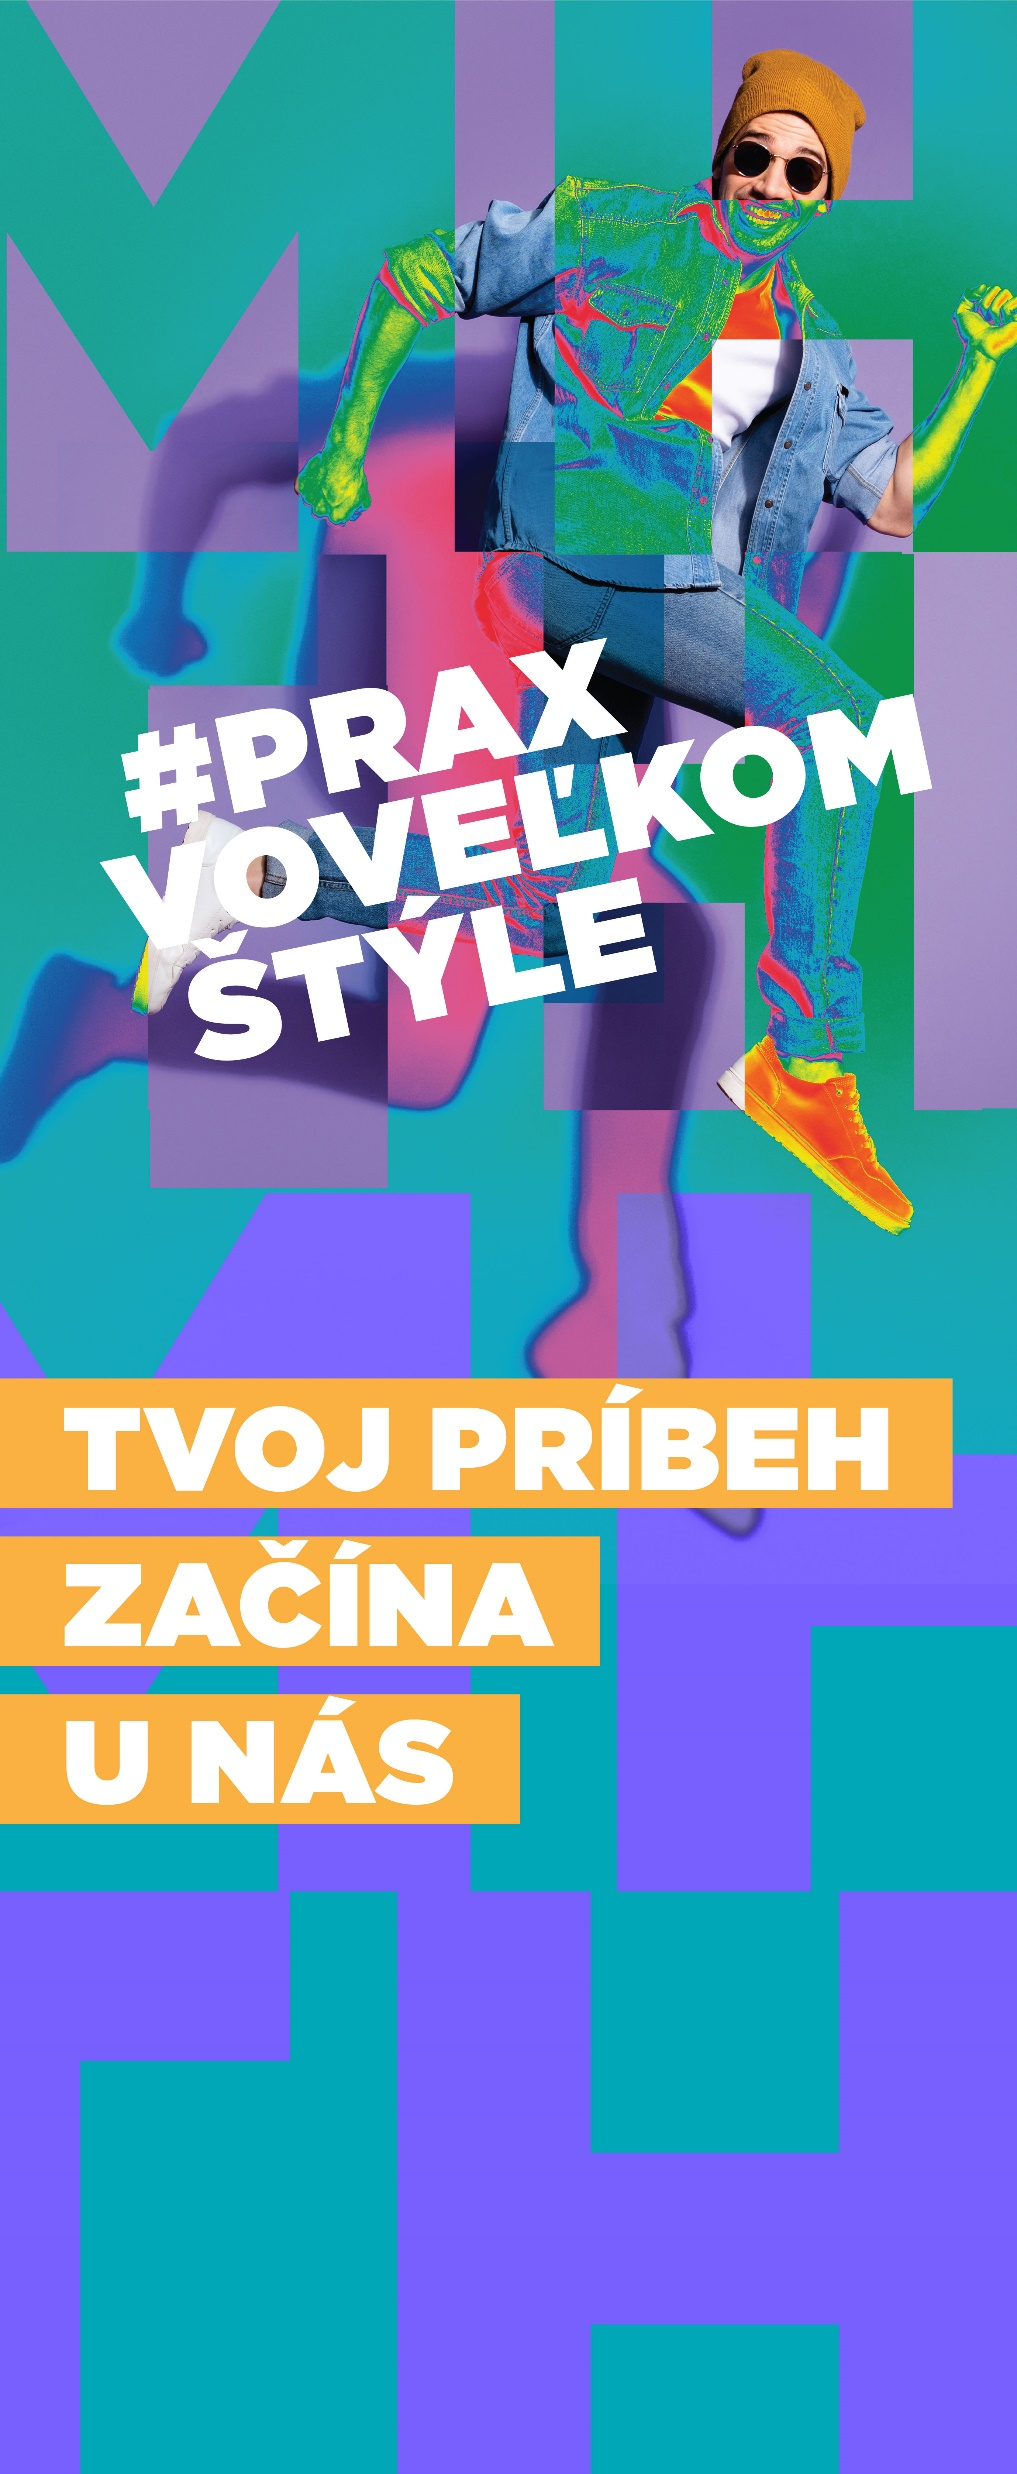 #PRAX
VOVEĽKOM
ŠTÝLE
TVOJ PRÍBEH
ZAČÍNA
U NÁS